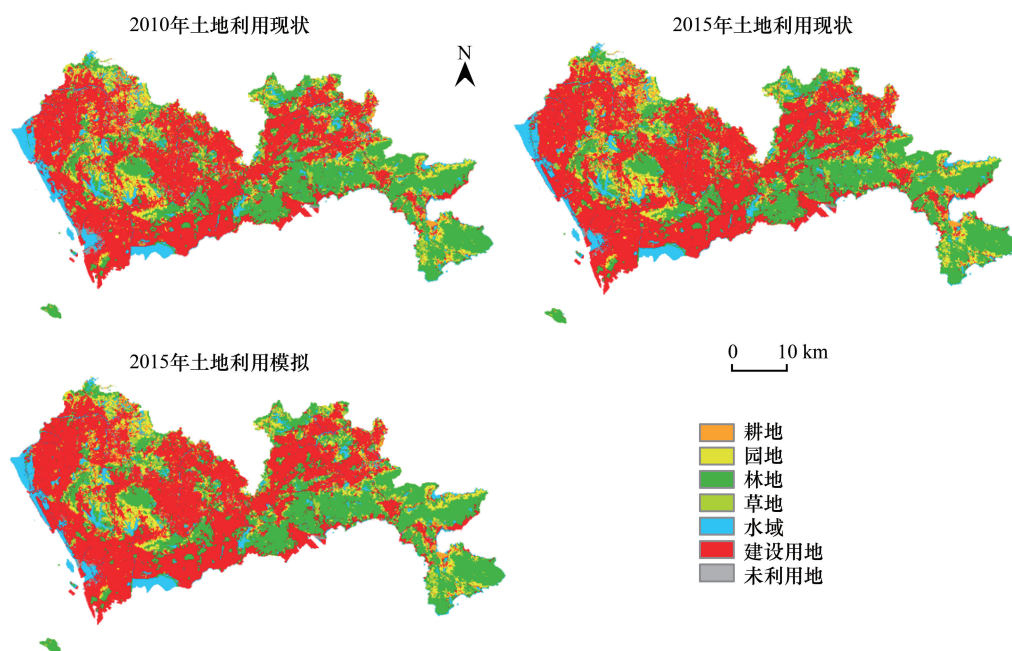 2010年土地利用现状
2015年土地利用现状
N
2015年土地利用模拟
0 10 km
耕地
园地
林地
草地
水域
建设用地
未利用地